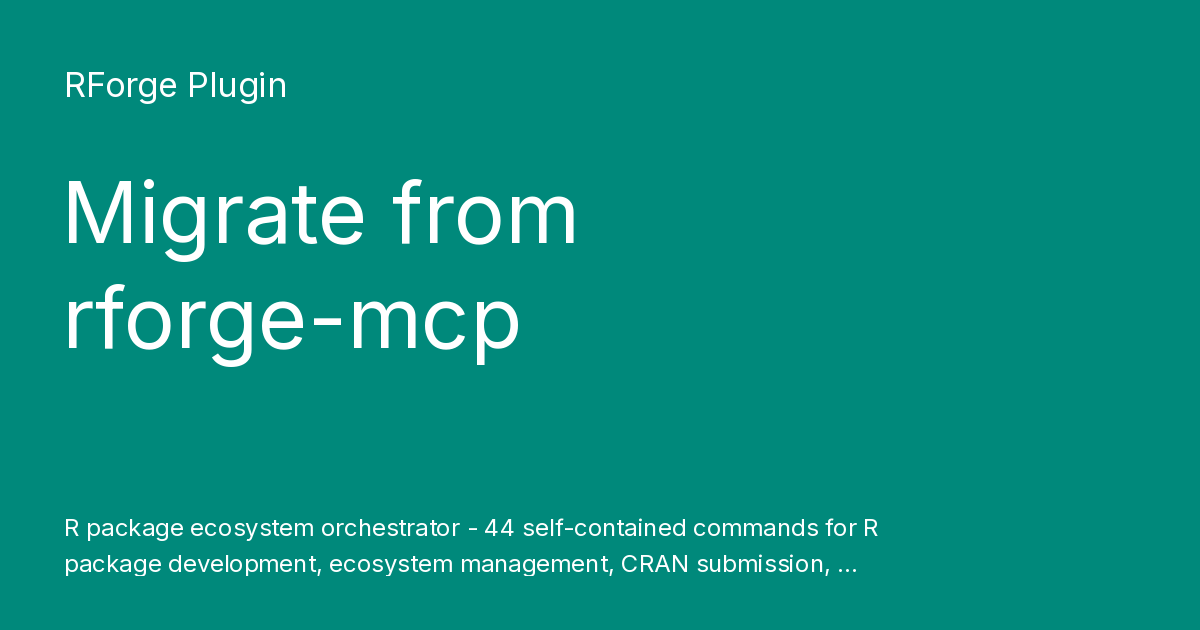 RForge Plugin
Migrate from
rforge-mcp
R package ecosystem orchestrator - 44 self-contained commands for R
package development, ecosystem management, CRAN submission, ...